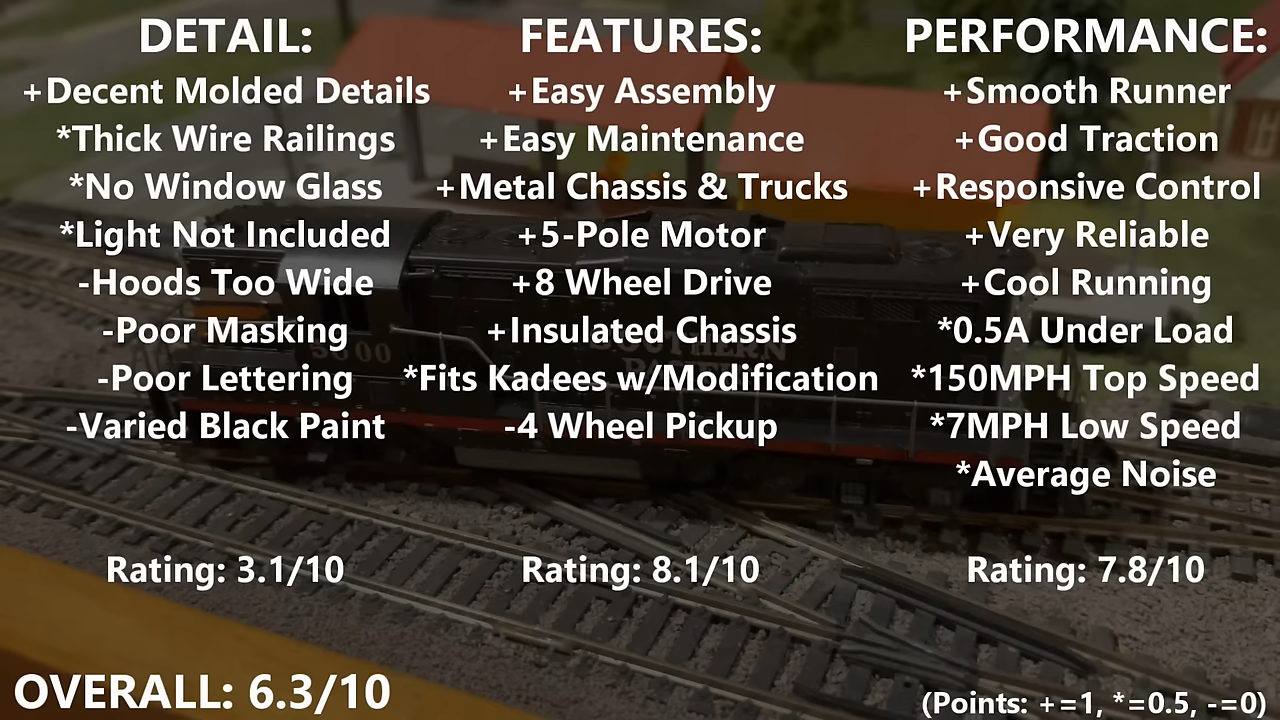 DETAIL:
+Decent Molded Details
*Thick Wire Railings
*No Window Glass
*Light Not Included
-Hoods Too Wide
-Poor Masking
-Poor Lettering
-Varied Black Paint
Rating: 3.1/10
FEATURES:
+Easy Assembly
+Easy Maintenance
+Metal Chassis & Trucks
+5-Pole Motor
+8 Wheel Drive
+Insulated Chassis
*Fits Kadees w/Modification
-4 Wheel Pickup
Rating: 8.1/10
PERFORMANCE:
+Smooth Runner
+Good Traction
+Responsive Control
+Very Reliable
+Cool Running
*0.5A Under Load
*150MPH Top Speed
*7MPH Low Speed
*Average Noise
Rating: 7.8/10
OVERALL: 6.3/10
(Points: +=1, *=0.5, -=0)